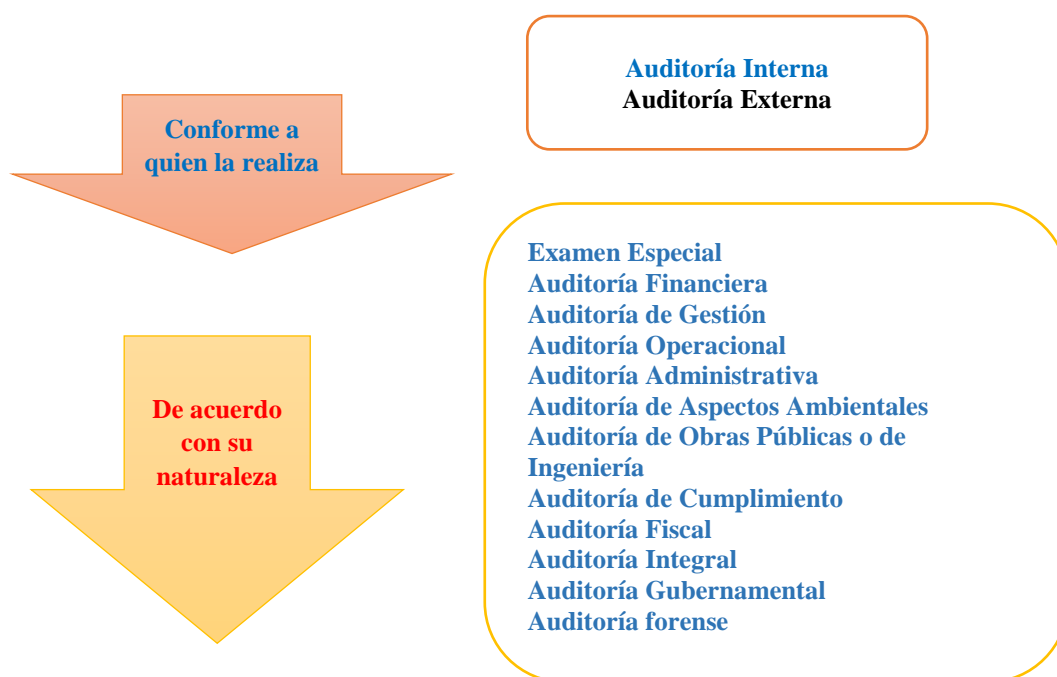 Auditoría Interna
Auditoría Externa
Conforme a
quien la realiza
Examen Especial
Auditoría Financiera
Auditoría de Gestión
Auditoría Operacional
Auditoría Administrativa
Auditoría de Aspectos Ambientales
Auditoría de Obras Públicas o de
Ingeniería
Auditoría de Cumplimiento
Auditoría Fiscal
Auditoría Integral
Auditoría Gubernamental
Auditoría forense
De acuerdo
con su
naturaleza